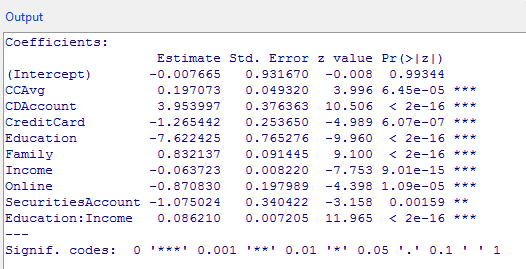 Output
Coefficients:
Estimate Std. Error z value Pr(>|z|)
(Intercept) -0.007665 0.931670 -0.008 0.99344
CCAvg 0.197073 0.049320 3.996 6.45e-05 ***
CDAccount 3.953997 0.376363 10.506 < 2e-16 ***
CreditCard -1.265442 0.253650 -4.989 6.07e-07 ***
Education -7.622425 0.765276 -9.960 < 2e-16 ***
Family 0.832137 0.091445 9.100 < 2e-16 ***
Income -0.063723 0.008220 -7.753 9.01e-15 ***
Online -0.870830 0.197989 -4.398 1.09e-05 ***
SecuritiesAccount -1.075024 0.340422 -3.158 0.00159 **
Education:Income 0.086210 0.007205 11.965 < 2e-16 ***
---
Signif. codes: 0 '***' 0.001 '**' 0.01 '*' 0.05 '.' 0.1 ' ' 1